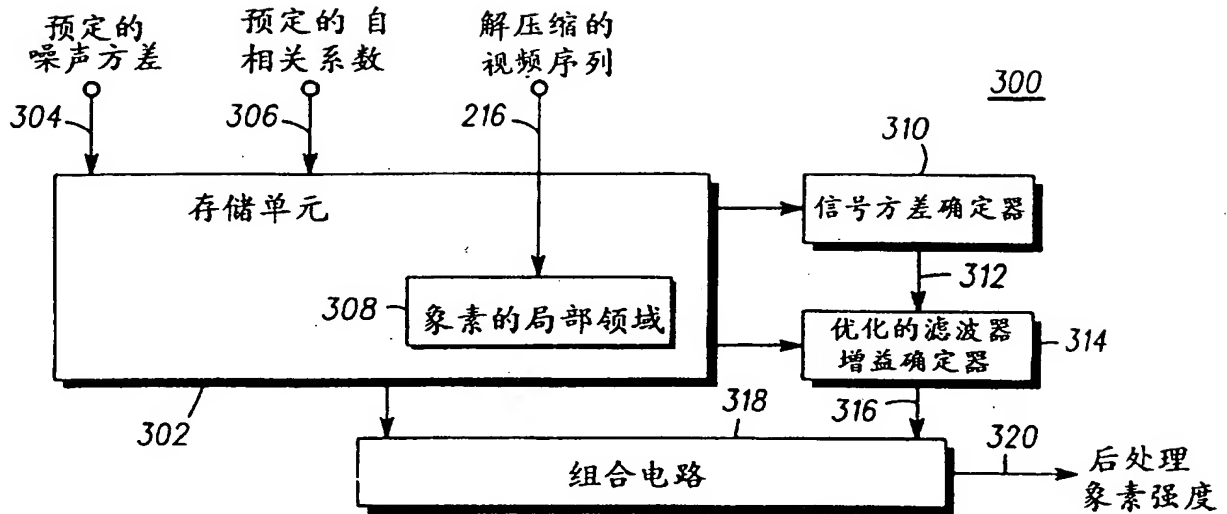 预定的
噪声方差
预定的自
相关系数
解压缩的
视频序列
300
304
306
216
310
存储单元
信号方差确定器
312
308
象素的局部领域
优化的滤波器
增益确定器
314
302
318
316
组合电路
320
后处理
象素强度